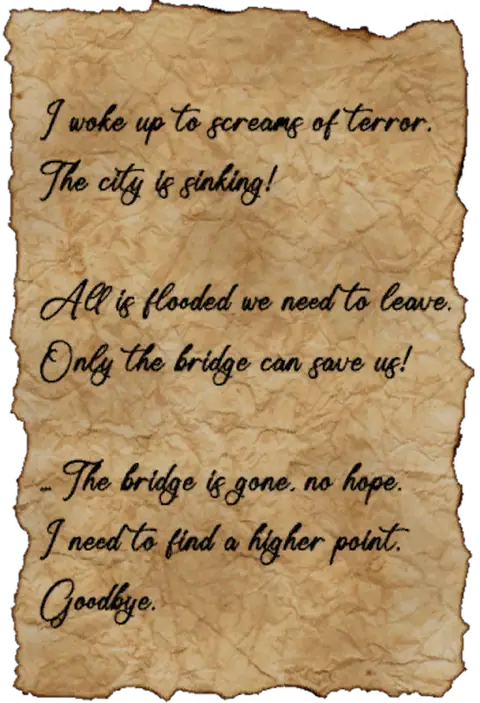 I woke up to screams of terror.
The city is sinking!
All is flooded we need to leave.
Only the bridge can save us!
... The bridge is gone. no hope.
I need to find a higher point.
Goodbye.